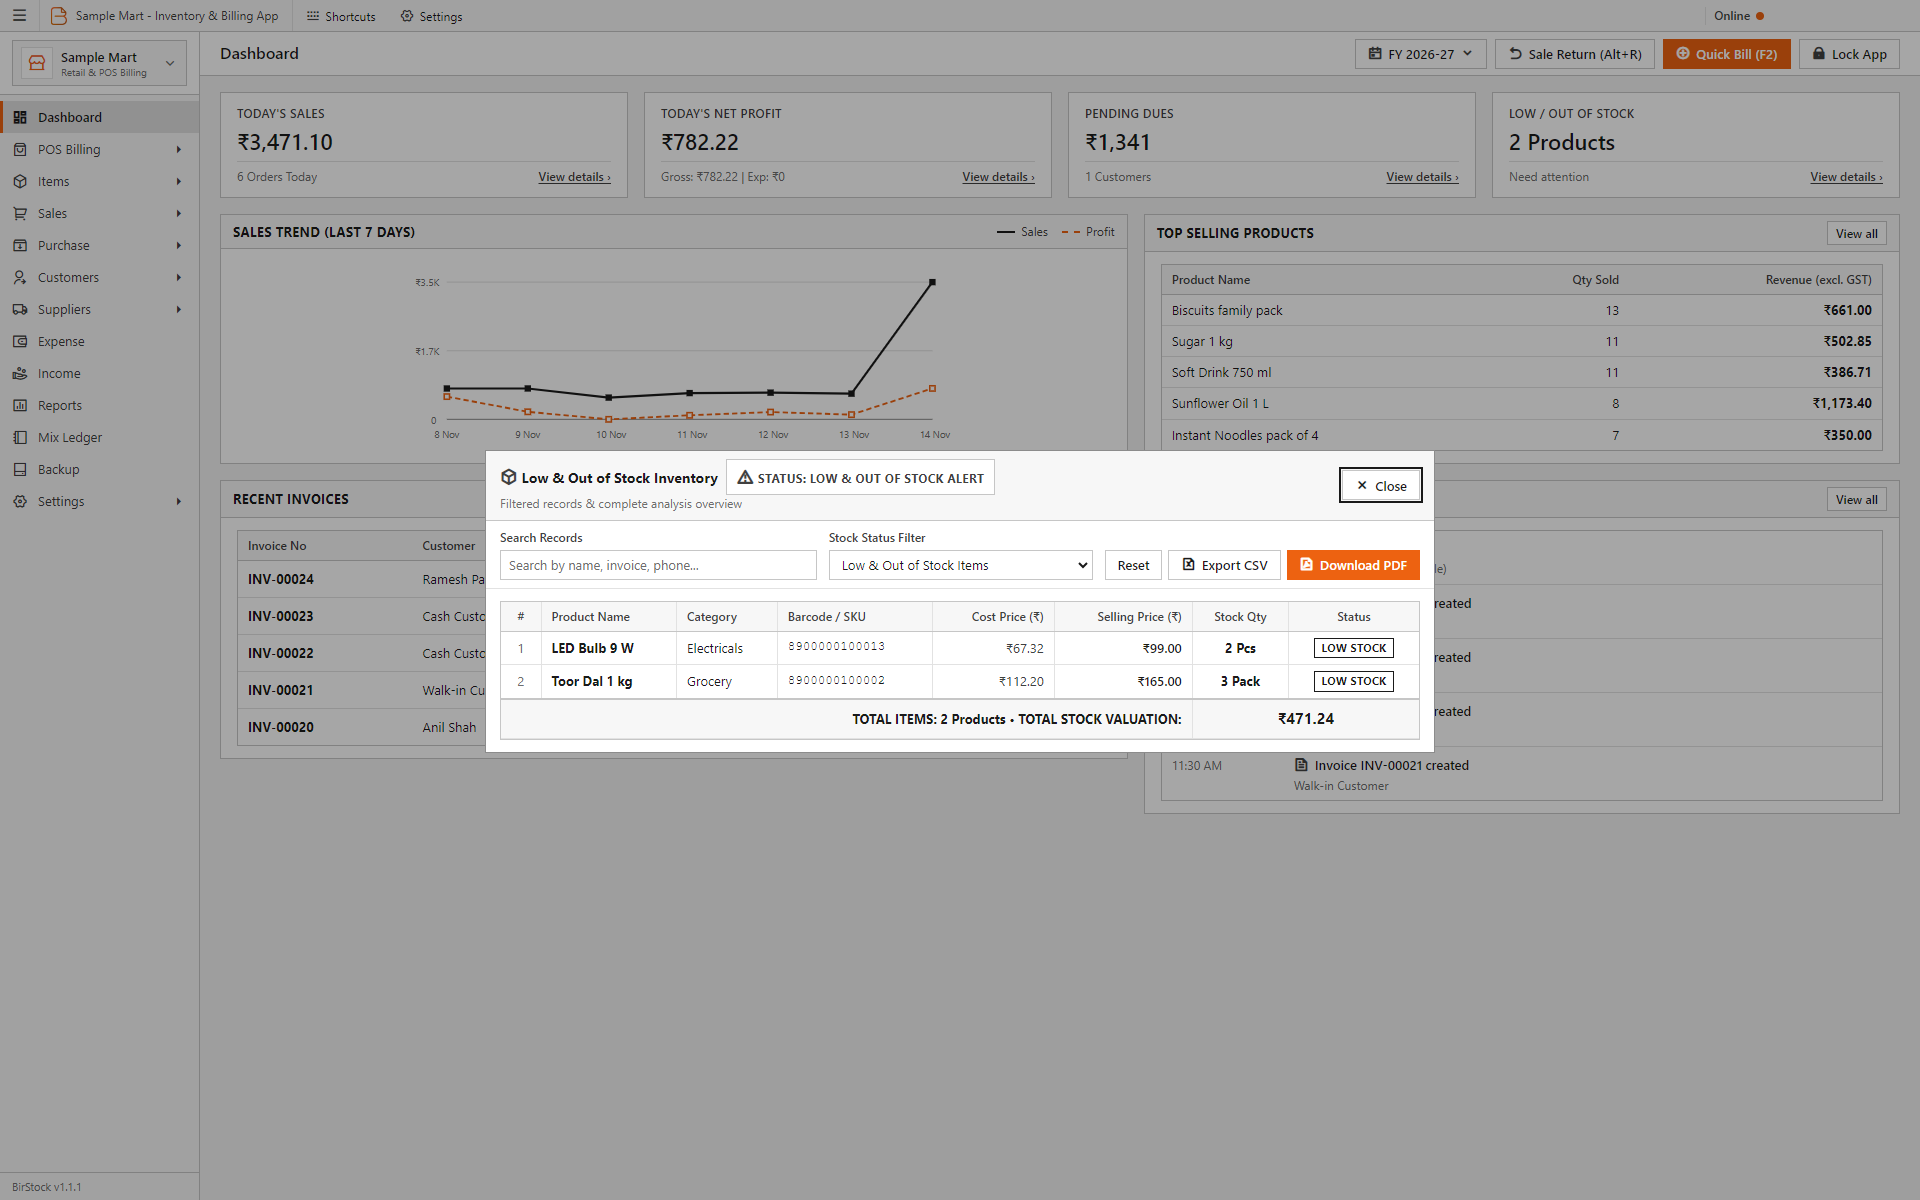 Sample Mart - Inventory & Billing App
Shortcuts
Settings
Online
Sample Mart
Retail & POS Billing
Dashboard
FY 2026-27
Sale Return (Alt+R)
Quick Bill (F2)
Lock App
Dashboard
POS Billing
Items
Sales
Purchase
Customers
Suppliers
Expense
Income
Reports
Mix Ledger
Backup
Settings
BirStock v1.1.1
TODAY'S SALES
₹3,471.10
6 Orders Today
View details ›
TODAY'S NET PROFIT
₹782.22
Gross: ₹782.22 | Exp: ₹0
View details ›
PENDING DUES
₹1,341
1 Customers
View details ›
LOW / OUT OF STOCK
2 Products
Need attention
View details ›
SALES TREND (LAST 7 DAYS)
Sales
Profit
₹3.5K
₹1.7K
0
8 Nov 9 Nov 10 Nov 11 Nov 12 Nov 13 Nov 14 Nov
TOP SELLING PRODUCTS
View all
Product Name Qty Sold Revenue (excl. GST)
Biscuits family pack 13 ₹661.00
Sugar 1 kg 11 ₹502.85
Soft Drink 750 ml 11 ₹386.71
Sunflower Oil 1 L 8 ₹1,173.40
Instant Noodles pack of 4 7 ₹350.00
RECENT INVOICES
Invoice No Customer
INV-00024 Ramesh Pa
INV-00023 Cash Custo
INV-00022 Cash Custo
INV-00021 Walk-in Cu
INV-00020 Anil Shah
Low & Out of Stock Inventory
STATUS: LOW & OUT OF STOCK ALERT
Filtered records & complete analysis overview
Close
Search Records
Search by name, invoice, phone...
Stock Status Filter
Low & Out of Stock Items
Reset
Export CSV
Download PDF
# Product Name Category Barcode / SKU Cost Price (₹) Selling Price (₹) Stock Qty Status
1 LED Bulb 9 W Electricals 8900000100013 ₹67.32 ₹99.00 2 Pcs LOW STOCK
2 Toor Dal 1 kg Grocery 8900000100002 ₹112.20 ₹165.00 3 Pack LOW STOCK
TOTAL ITEMS: 2 Products • TOTAL STOCK VALUATION: ₹471.24
View all
le)
reated
reated
reated
11:30 AM Invoice INV-00021 created
Walk-in Customer